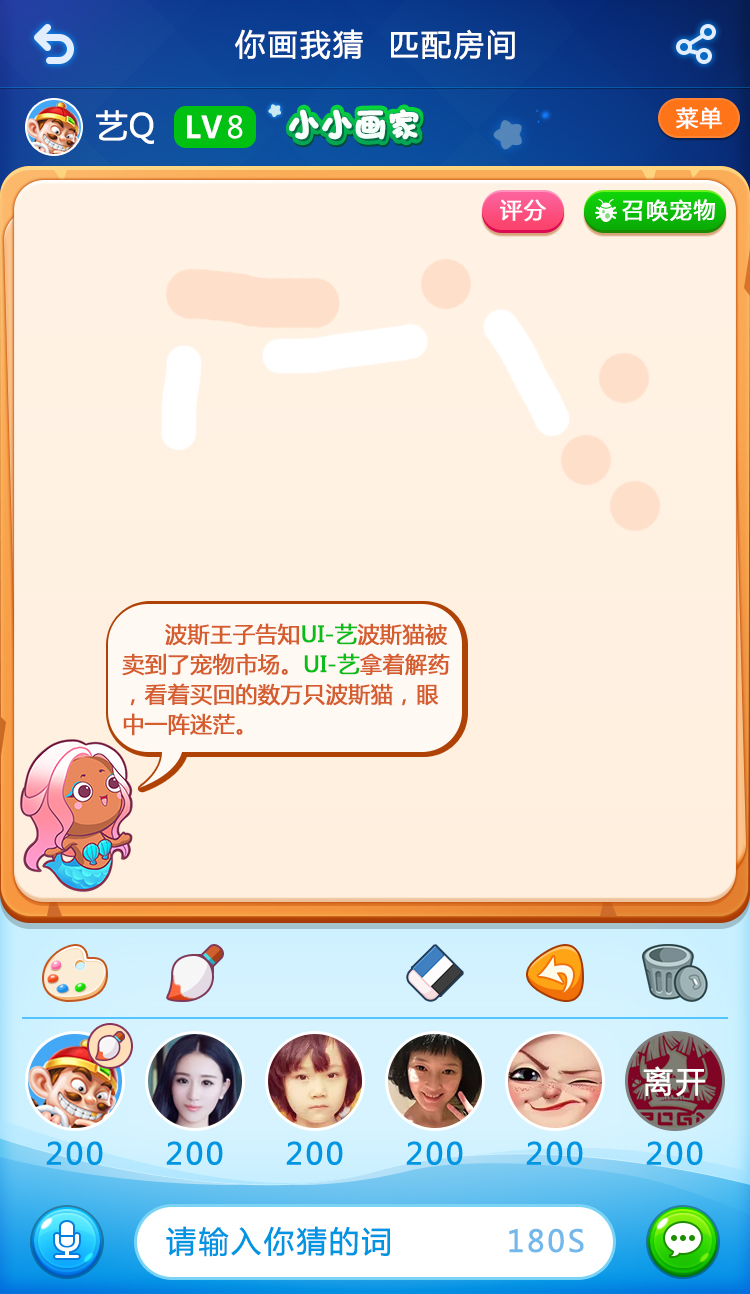 你画我猜 匹配房间
艺Q LV8 小小画家 菜单
评分 召唤宠物
波斯王子告知UI-艺波斯猫被
卖到了宠物市场。UI-艺拿着解药
，看着买回的数万只波斯猫，眼
中一阵迷茫。
离开
200 200 200 200 200 200
请输入你猜的词 180S